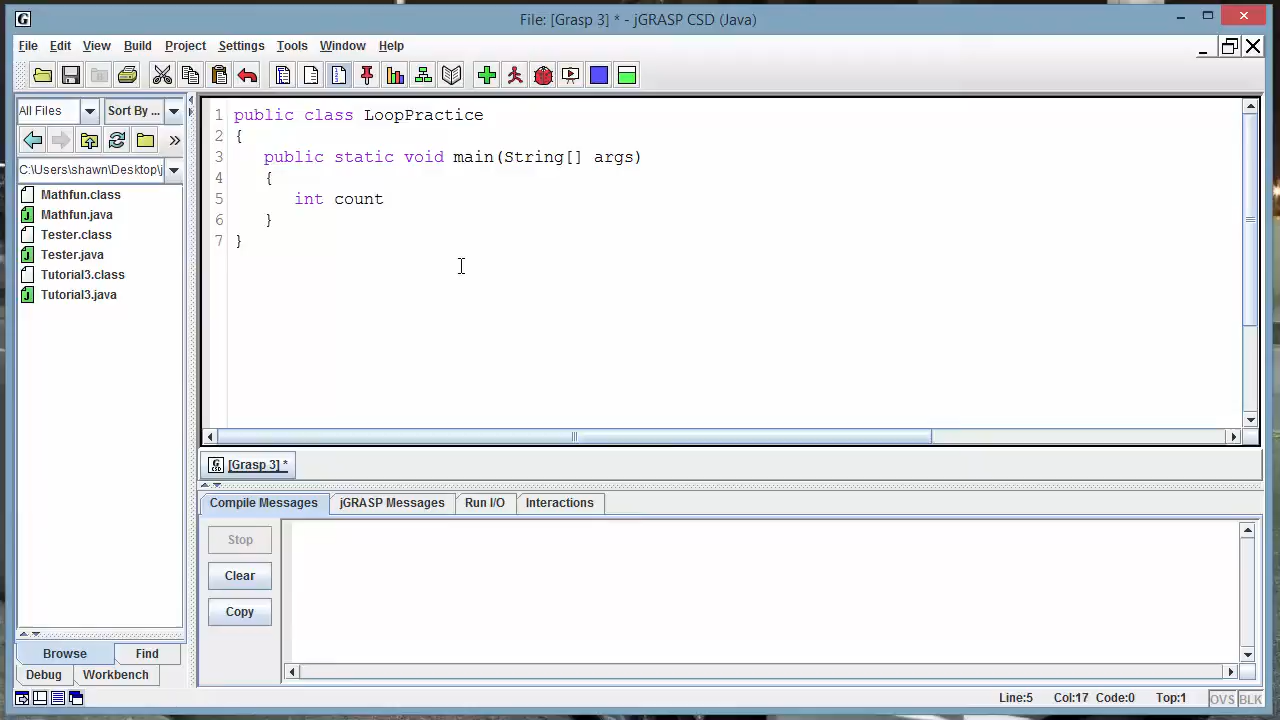 File: [Grasp 3] * - jGRASP CSD (Java)
File Edit View Build Project Settings Tools Window Help
All Files Sort By ...
»
C:\Users\shawn\Desktop\j
Mathfun.class
Mathfun.java
Tester.class
Tester.java
Tutorial3.class
Tutorial3.java
Browse Find
Debug Workbench
1 public class LoopPractice
2 {
3 public static void main(String[] args)
4 {
5 int count
6 }
7 }
[Grasp 3] *
Compile Messages jGRASP Messages Run I/O Interactions
Stop
Clear
Copy
Line:5 Col:17 Code:0 Top:1 OVS BLK